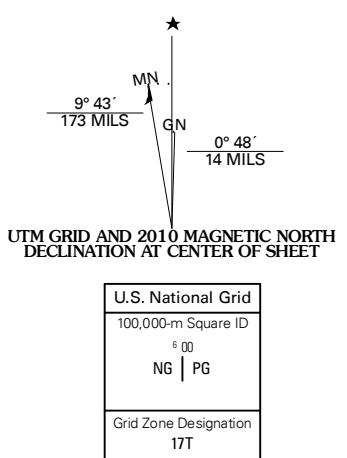 ★
MN
9° 43´
173 MILS
GN
0° 48´
14 MILS
UTM GRID AND 2010 MAGNETIC NORTH
DECLINATION AT CENTER OF SHEET
U.S. National Grid
100,000-m Square ID
6 00
NG | PG
Grid Zone Designation
17T